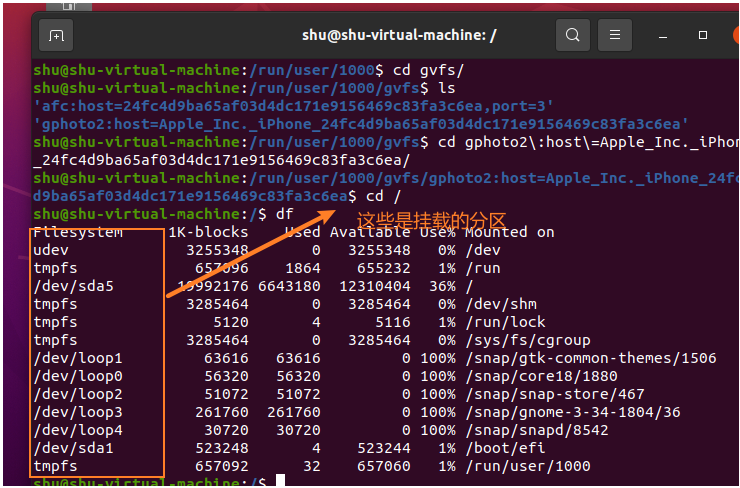 shu@shu-virtual-machine: /
shu@shu-virtual-machine:/run/user/1000$ cd gvfs/
shu@shu-virtual-machine:/run/user/1000/gvfs$ ls
'afc:host=24fc4d9ba65af03d4dc171e9156469c83fa3c6ea,port=3'
'gphoto2:host=Apple_Inc._iPhone_24fc4d9ba65af03d4dc171e9156469c83fa3c6ea'
shu@shu-virtual-machine:/run/user/1000/gvfs$ cd gphoto2\:host\=Apple_Inc._iPhon
_24fc4d9ba65af03d4dc171e9156469c83fa3c6ea/
shu@shu-virtual-machine:/run/user/1000/gvfs/gphoto2:host=Apple_Inc._iPhone_24fc
d9ba65af03d4dc171e9156469c83fa3c6ea$ cd /
shu@shu-virtual-machine:/$ df
这些是挂载的分区
Filesystem 1K-blocks Used Available Use% Mounted on
udev 3255348 0 3255348 0% /dev
tmpfs 657096 1864 655232 1% /run
/dev/sda5 19992176 6643180 12310404 36% /
tmpfs 3285464 0 3285464 0% /dev/shm
tmpfs 5120 4 5116 1% /run/lock
tmpfs 3285464 0 3285464 0% /sys/fs/cgroup
/dev/loop1 63616 63616 0 100% /snap/gtk-common-themes/1506
/dev/loop0 56320 56320 0 100% /snap/core18/1880
/dev/loop2 51072 51072 0 100% /snap/snap-store/467
/dev/loop3 261760 261760 0 100% /snap/gnome-3-34-1804/36
/dev/loop4 30720 30720 0 100% /snap/snapd/8542
/dev/sda1 523248 4 523244 1% /boot/efi
tmpfs 657092 32 657060 1% /run/user/1000
shu@shu-virtual-machine:/$